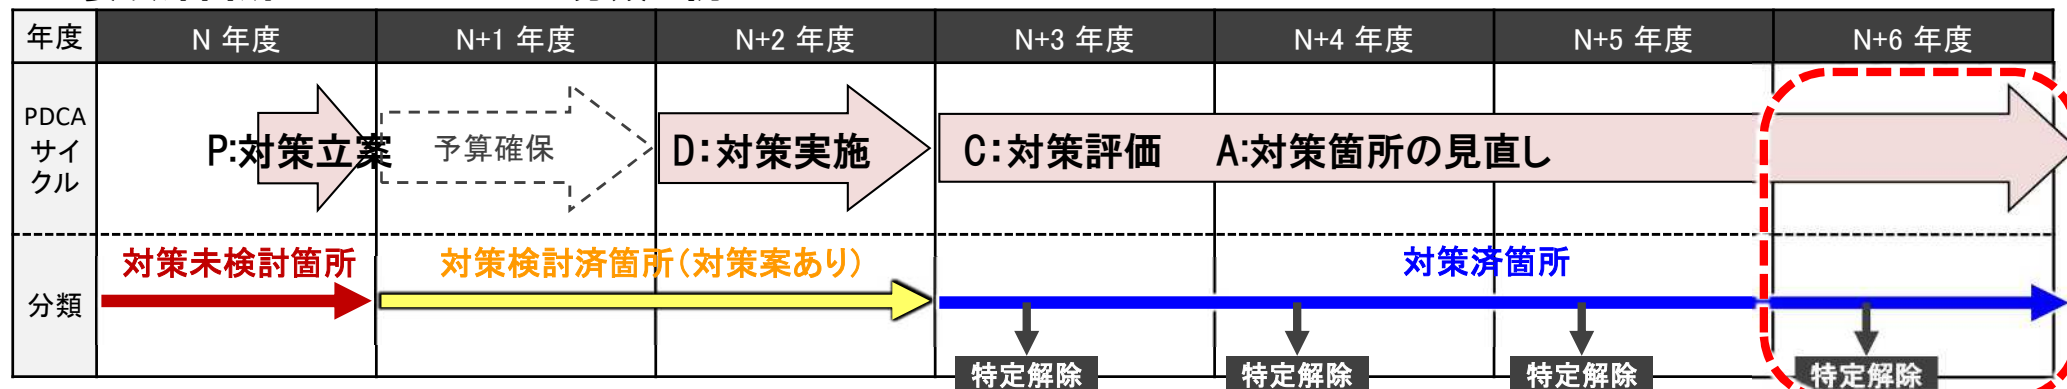 年度 N 年度 N+1 年度 N+2 年度 N+3 年度 N+4 年度 N+5 年度 N+6 年度
PDCA
サイ
クル
P:対策立案 予算確保 D:対策実施 C:対策評価 A:対策箇所の見直し
対策未検討箇所 対策検討済箇所(対策案あり) 対策済箇所
分類
特定解除 特定解除 特定解除 特定解除